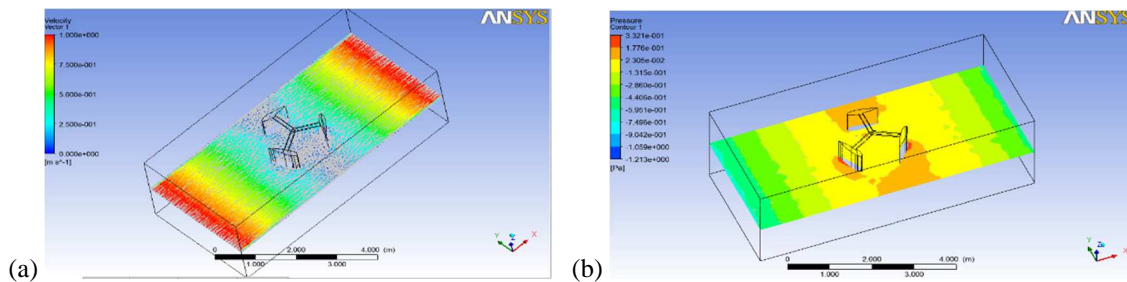 Velocity
Vector 1
ANSYS
1.000e+000
7.500e-001
5.000e-001
2.500e-001
0.000e+000
[m s^-1]
0 2.000 4.000 (m)
1.000 3.000
Y Z X
(a)
Pressure
Contour 1
ANSYS
3.321e-001
1.776e-001
2.305e-002
-1.315e-001
-2.860e-001
-4.406e-001
-5.951e-001
-7.496e-001
-9.042e-001
-1.059e+000
-1.213e+000
[Pa]
0 2.000 4.000 (m)
1.000 3.000
Y Z X
(b)